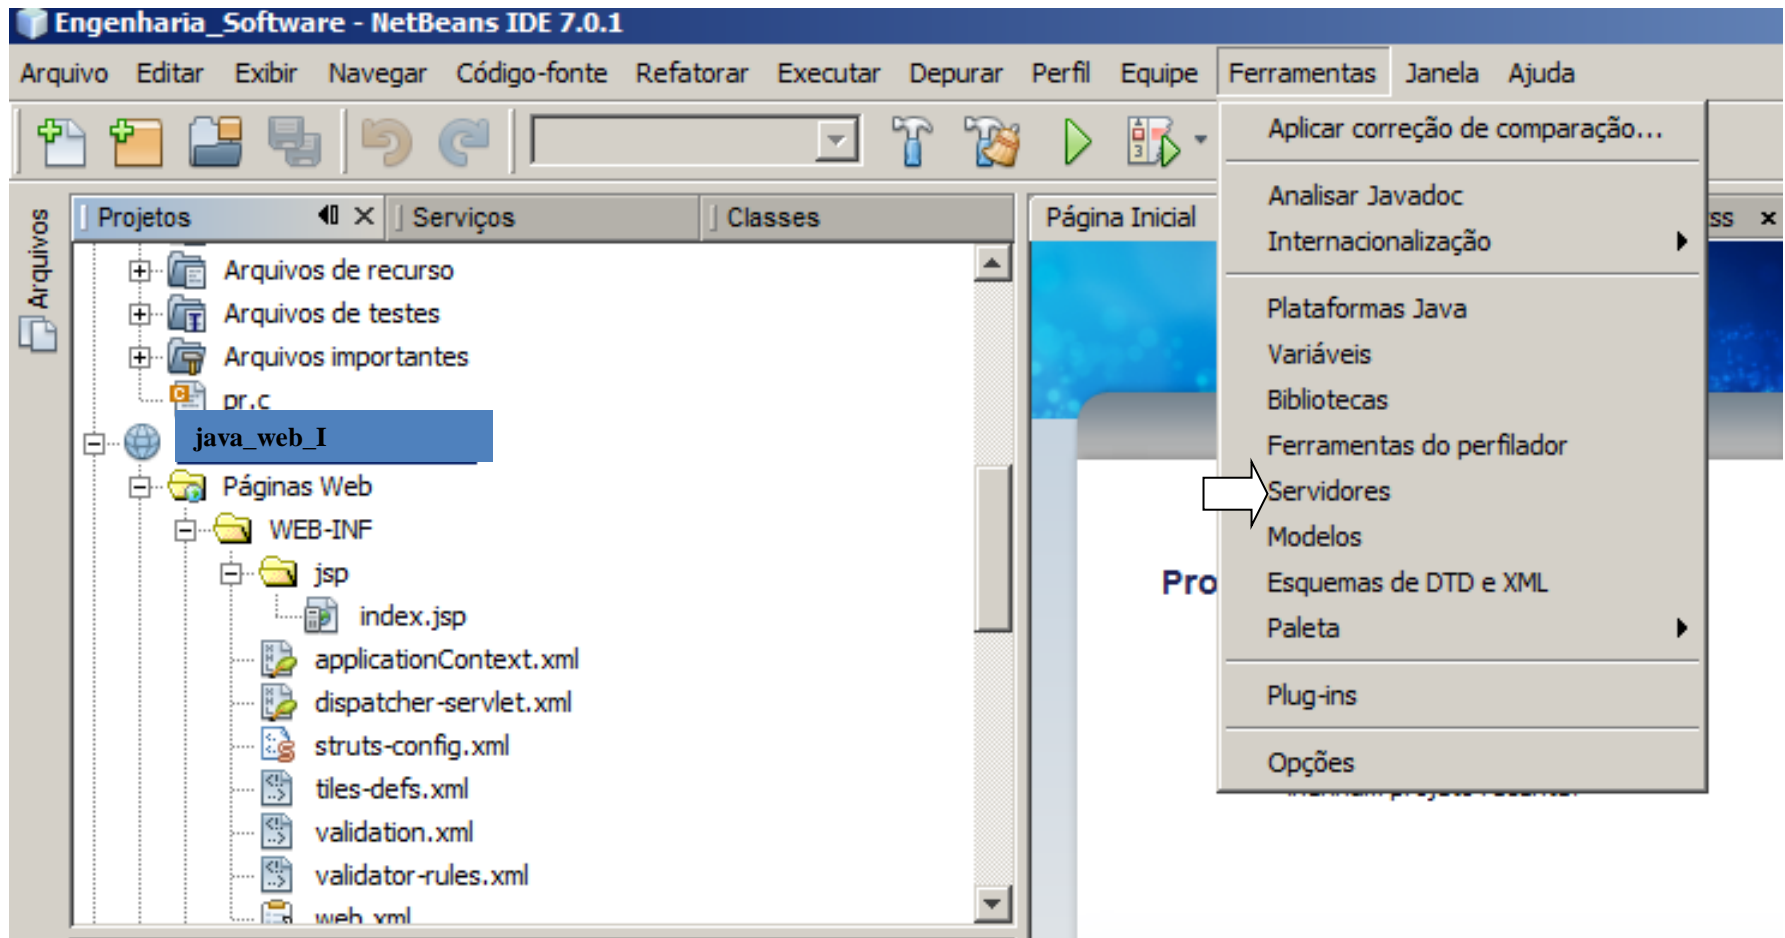 Engenharia_Software - NetBeans IDE 7.0.1
Arquivo Editar Exibir Navegar Código-fonte Refatorar Executar Depurar Perfil Equipe Ferramentas Janela Ajuda
Arquivos
Projetos
Serviços
Classes
Arquivos de recurso
Arquivos de testes
Arquivos importantes
pr.c
java_web_I
Páginas Web
WEB-INF
jsp
index.jsp
applicationContext.xml
dispatcher-servlet.xml
struts-config.xml
tiles-defs.xml
validation.xml
validator-rules.xml
web.xml
Página Inicial
ss
Pro
Aplicar correção de comparação...
Analisar Javadoc
Internacionalização
Plataformas Java
Variáveis
Bibliotecas
Ferramentas do perfilador
Servidores
Modelos
Esquemas de DTD e XML
Paleta
Plug-ins
Opções